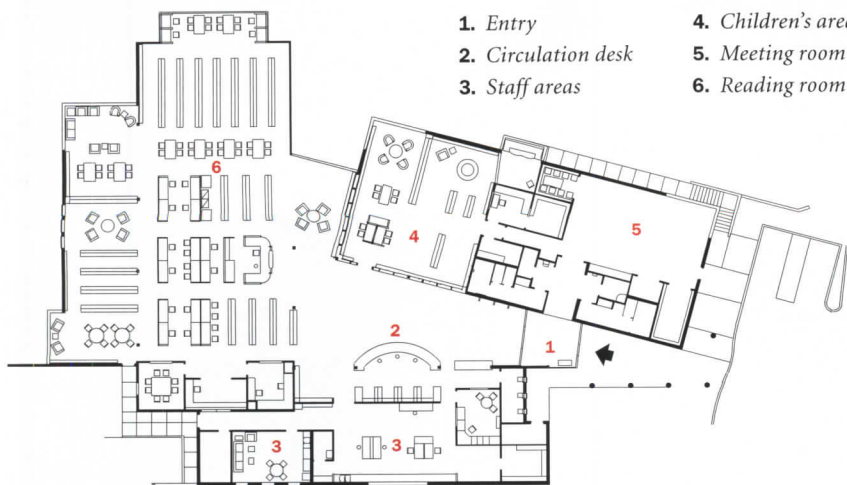 1. Entry
2. Circulation desk
3. Staff areas
4. Children's area
5. Meeting room
6. Reading room
6
4
5
2
1
3
3